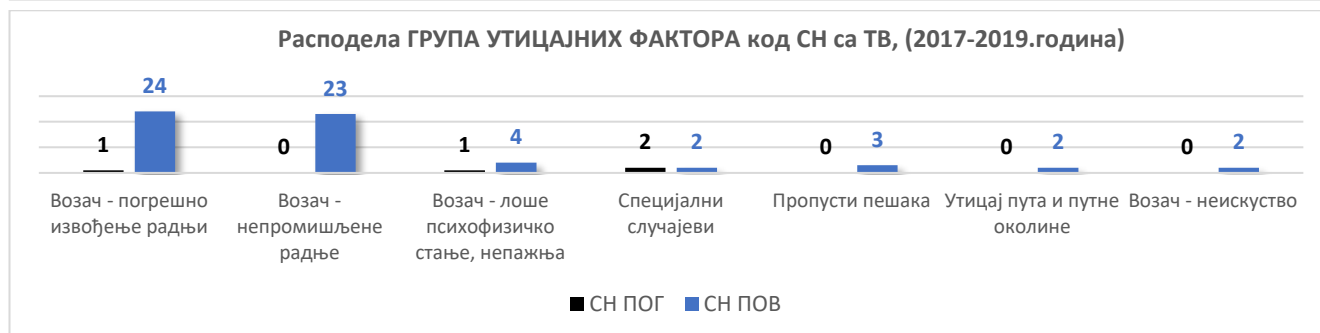 Расподела ГРУПА УТИЦАЈНИХ ФАКТОРА код СН са ТВ, (2017-2019.година)
1 24 0 23 1 4 2 2 0 3 0 2 0 2
Возач - погрешно извођење радњи
Возач - непромишљене радње
Возач - лоше психофизичко стање, непажња
Специјални случајеви
Пропусти пешака
Утицај пута и путне околине
Возач - неискуство
СН ПОГ СН ПОВ